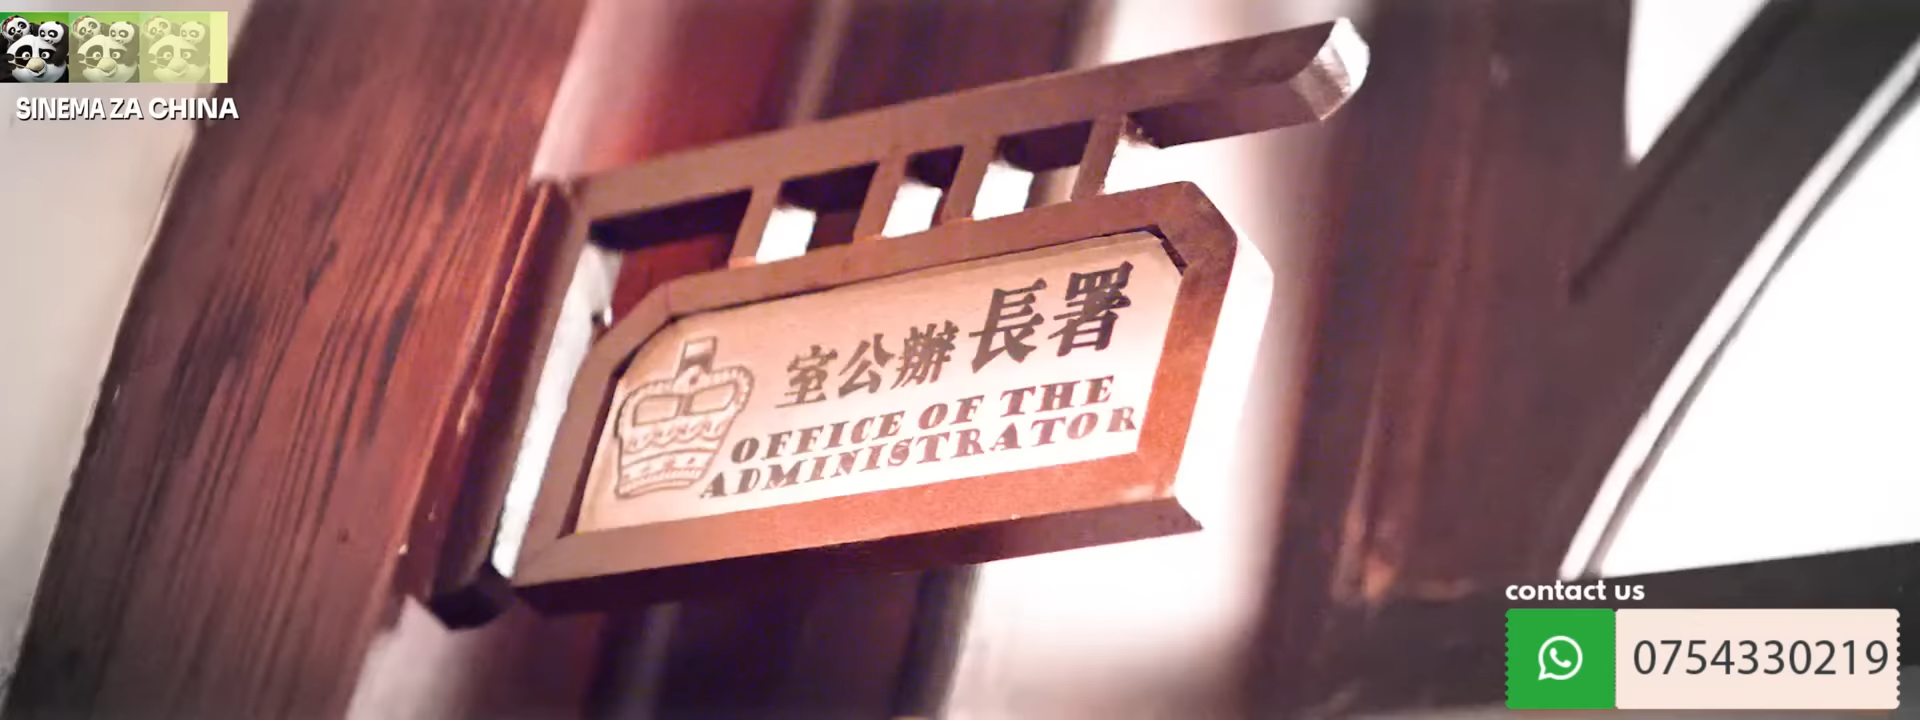 SINEMA ZA CHINA
室公辦長署
OFFICE OF THE
ADMINISTRATOR
contact us
0754330219